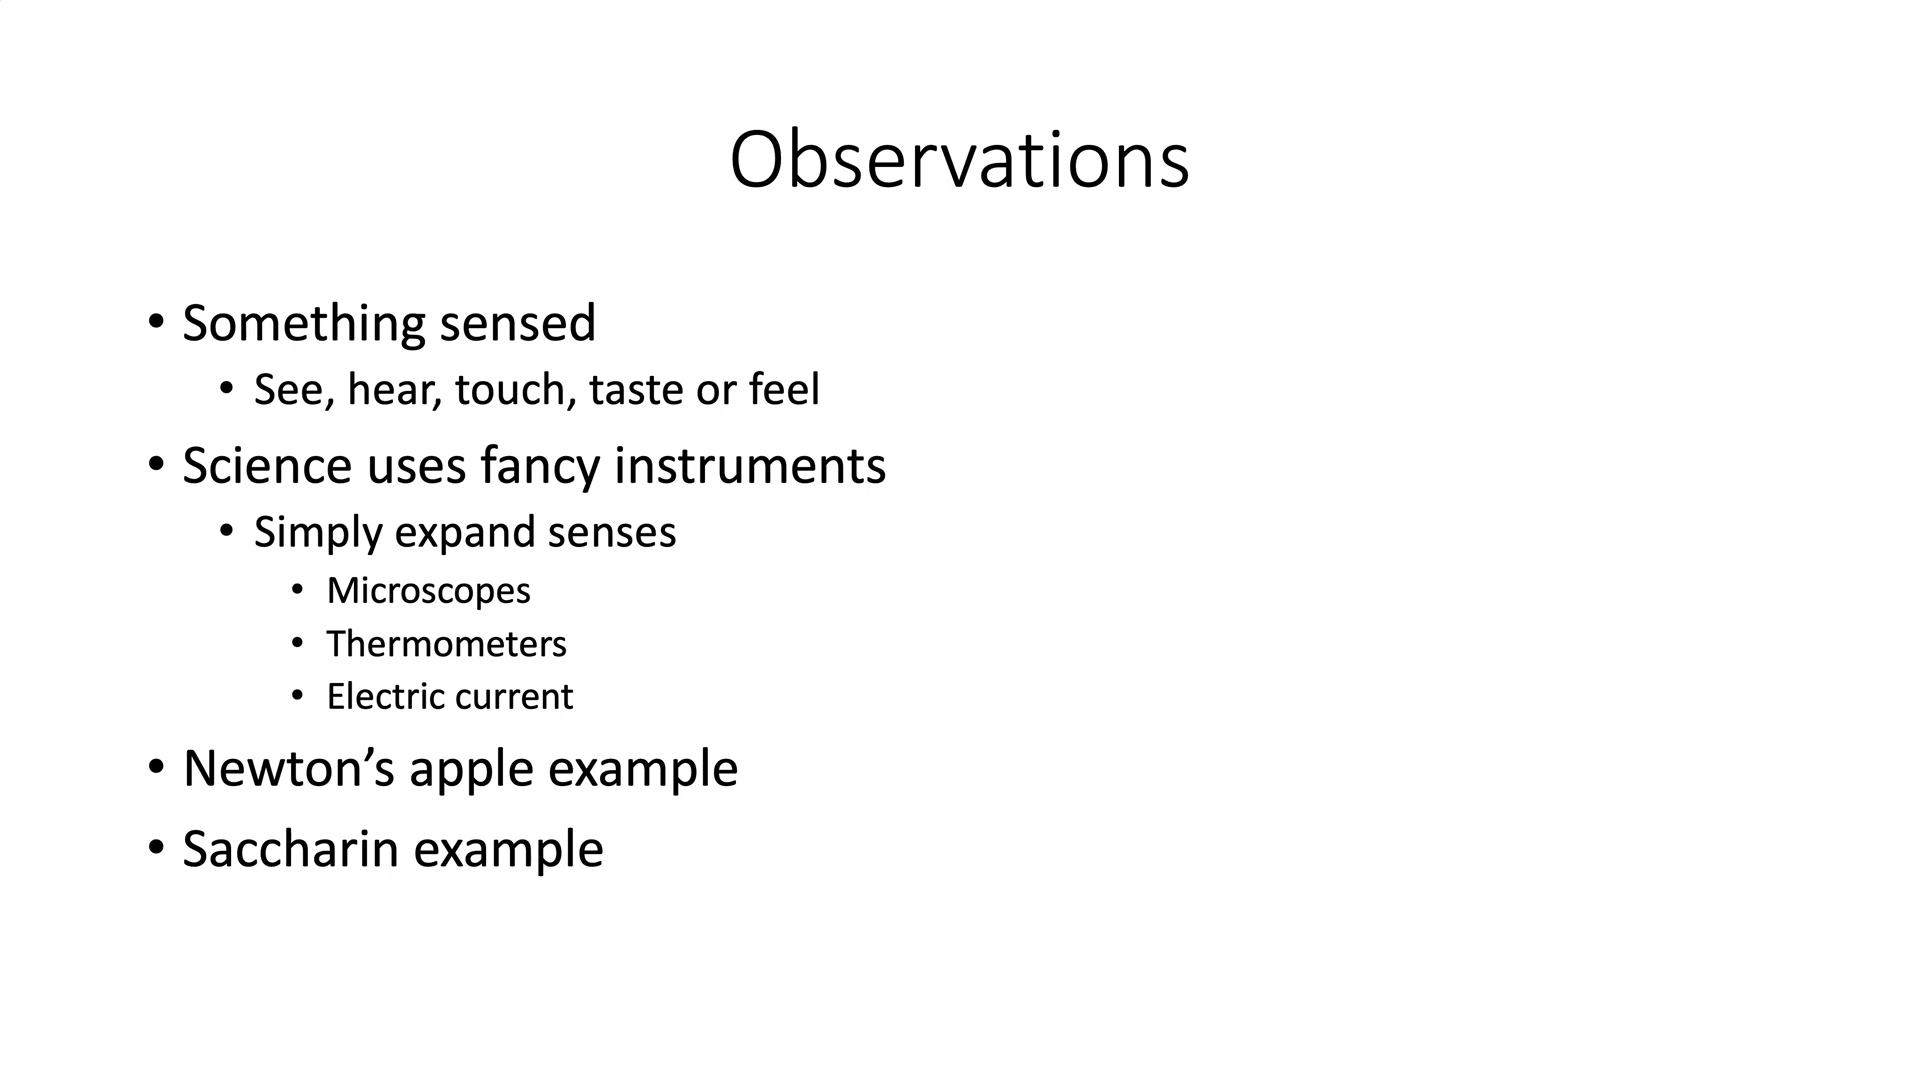 Observations
• Something sensed
• See, hear, touch, taste or feel
• Science uses fancy instruments
• Simply expand senses
• Microscopes
• Thermometers
• Electric current
• Newton’s apple example
• Saccharin example